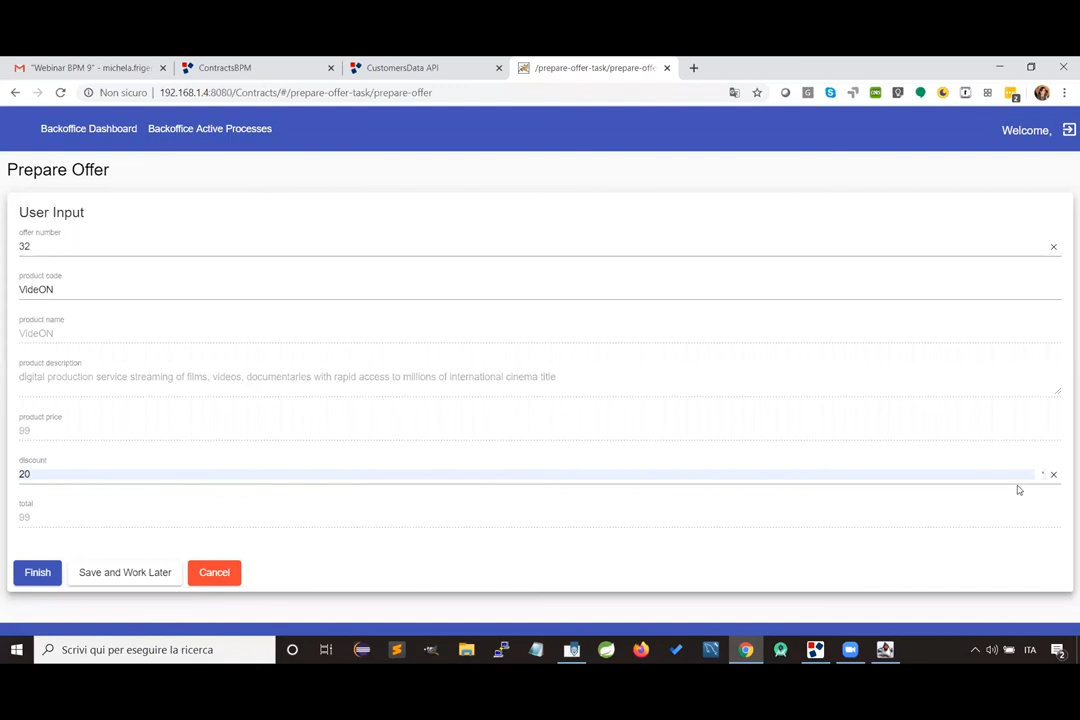 "Webinar BPM 9" - michela.frige
ContractsBPM
CustomersData API
/prepare-offer-task/prepare-offe
Non sicuro
192.168.1.4:8080/Contracts/#/prepare-offer-task/prepare-offer
Backoffice Dashboard
Backoffice Active Processes
Welcome,
Prepare Offer
User Input
offer number
32
product code
VideON
product name
VideON
product description
digital production service streaming of films, videos, documentaries with rapid access to millions of international cinema title
product price
99
discount
20
total
99
Finish
Save and Work Later
Cancel
Scrivi qui per eseguire la ricerca
ITA
2